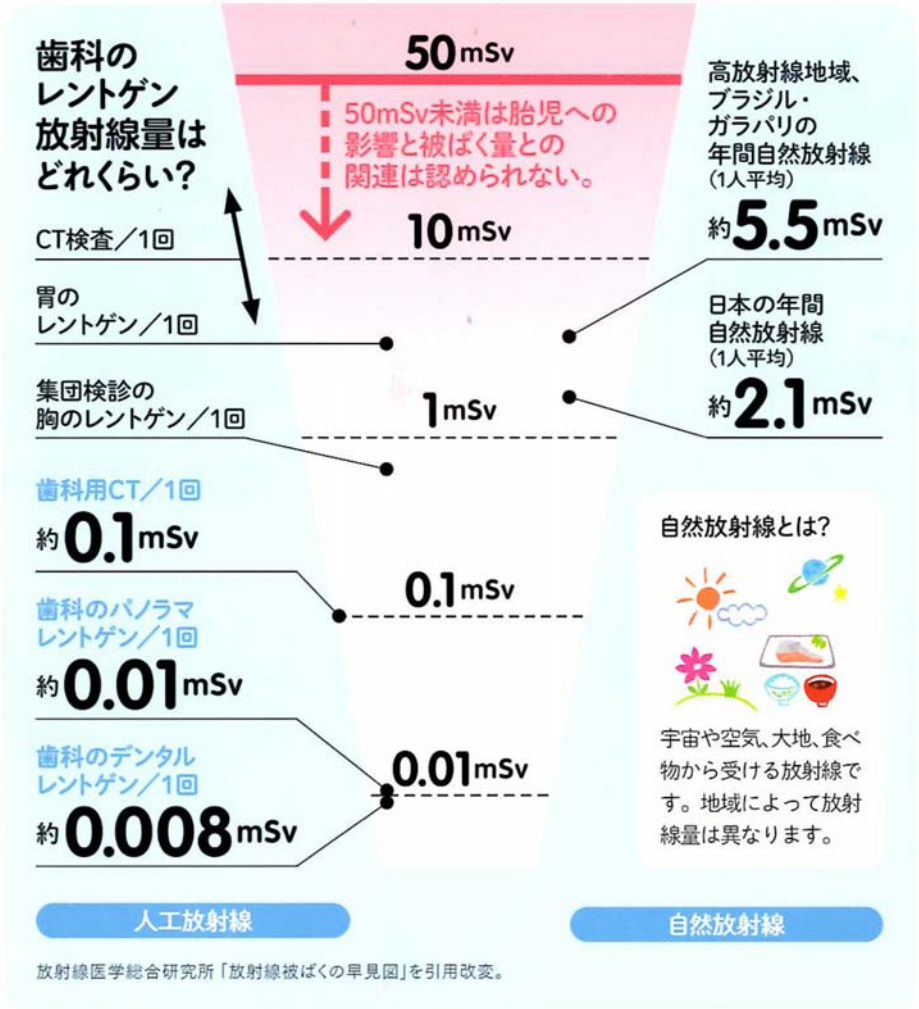 歯科の
レントゲン
放射線量は
どれくらい?
CT検査/1回
胃の
レントゲン/1回
集団検診の
胸のレントゲン/1回
歯科用CT/1回
約0.1mSv
歯科のパノラマ
レントゲン/1回
約0.01mSv
歯科のデンタル
レントゲン/1回
約0.008mSv
人工放射線
50mSv
50mSv未満は胎児への
影響と被ばく量との
関連は認められない。
10mSv
1mSv
0.1mSv
0.01mSv
高放射線地域、
ブラジル・
ガラパリの
年間自然放射線
(1人平均)
約5.5mSv
日本の年間
自然放射線
(1人平均)
約2.1mSv
自然放射線とは?
宇宙や空気、大地、食べ
物から受ける放射線で
す。地域によって放射
線量は異なります。
自然放射線
放射線医学総合研究所「放射線被ばくの早見図」を引用改変。